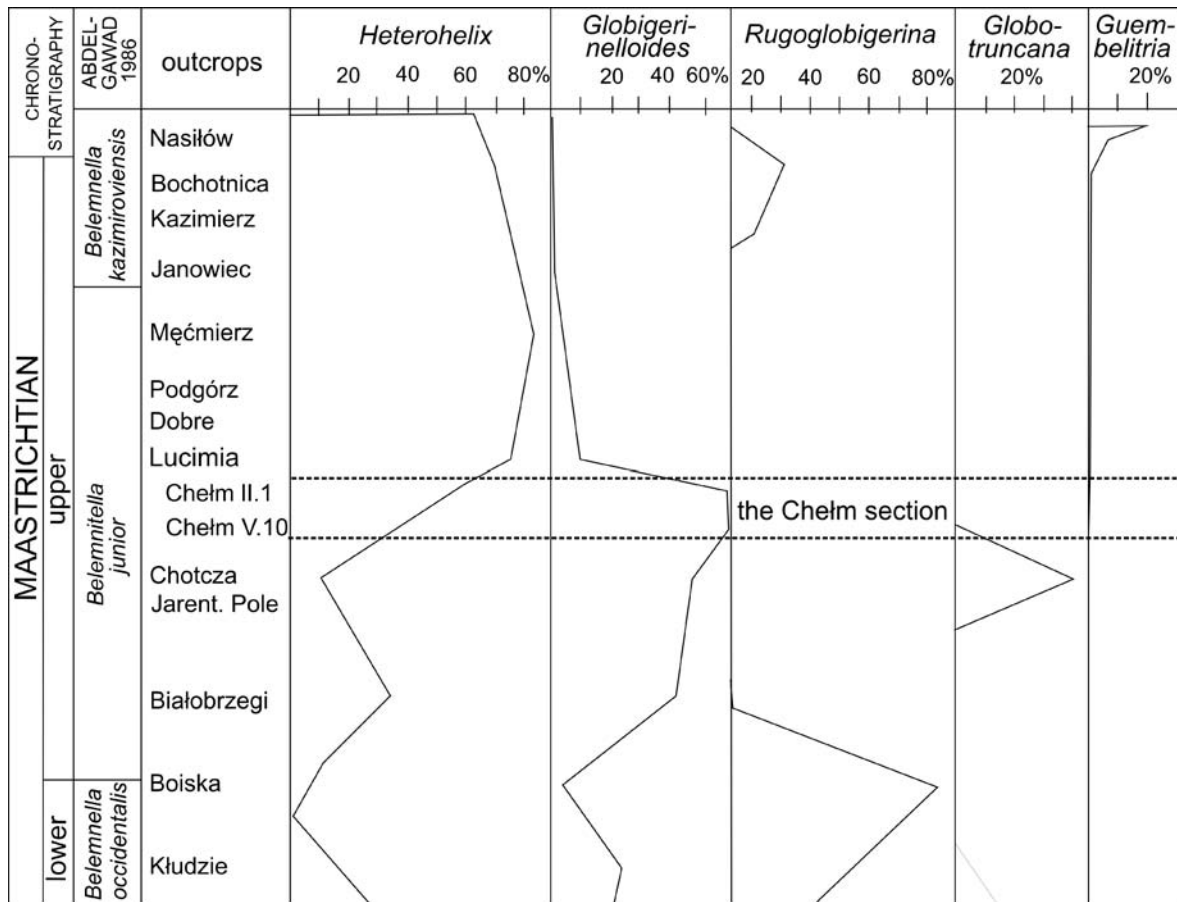 CHRONO-
STRATIGRAPHY
ABDEL-
GAWAD
1986
outcrops
Heterohelix
20 40 60 80%
Globigeri-
nelloides
20 40 60%
Rugoglobigerina
20 40 60 80%
Globo-
truncana
20%
Guem-
belitria
20%
MAASTRICHTIAN
upper
lower
Belemnella
kazimiroviensis
Belemnitella
junior
Belemnella
occidentalis
Nasiłów
Bochotnica
Kazimierz
Janowiec
Męćmierz
Podgórz
Dobre
Lucimia
Chełm II.1
Chełm V.10
the Chełm section
Chotcza
Jarent. Pole
Białobrzegi
Boiska
Kłudzie